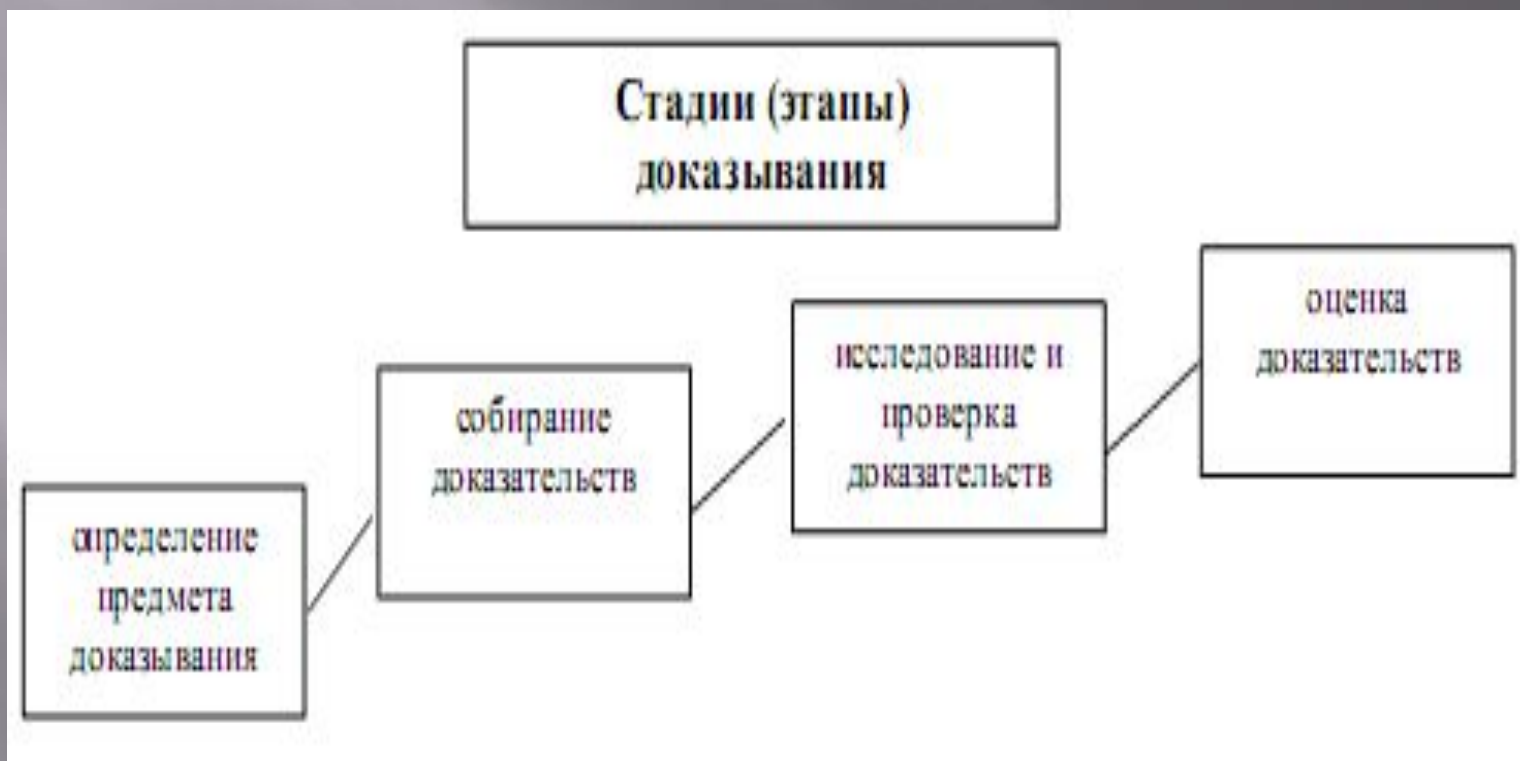 Стадии (этапы)
доказывания
определение
предмета
доказывания
собирание
доказательств
исследование и
проверка
доказательств
оценка
доказательств